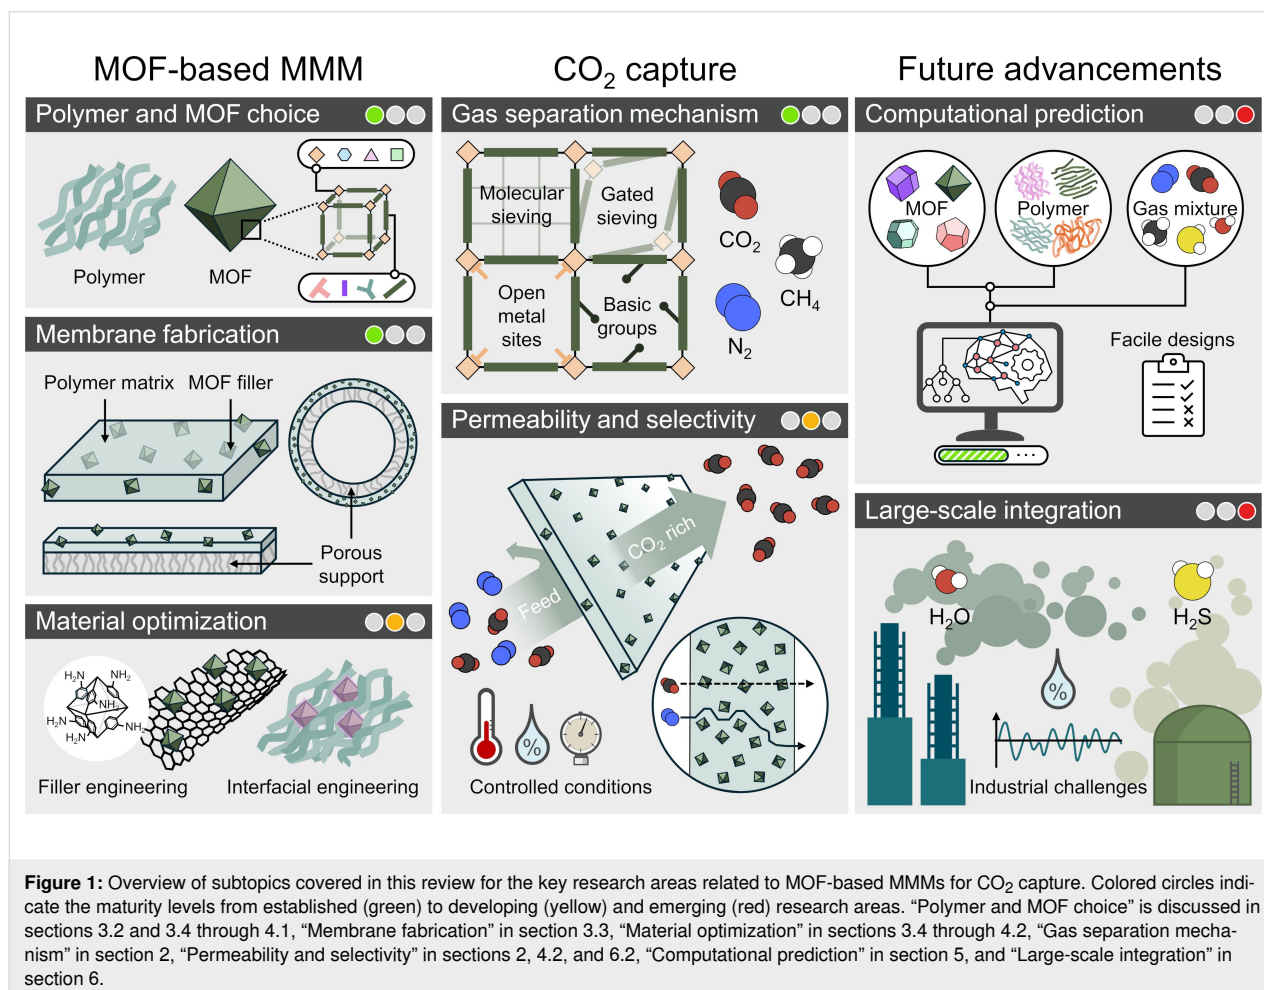 MOF-based MMM
Polymer and MOF choice
Polymer
MOF
Membrane fabrication
Polymer matrix
MOF filler
Porous
support
Material optimization
H2N
NH2
H2N
NH2
H2N
NH2
H2N
Filler engineering
Interfacial engineering
CO2 capture
Gas separation mechanism
Molecular
sieving
Gated
sieving
Open
metal
sites
Basic
groups
CO2
CH4
N2
Permeability and selectivity
CO2 rich
Feed
%
Controlled conditions
Future advancements
Computational prediction
MOF
Polymer
Gas mixture
Facile designs
Large-scale integration
H2O
H2S
%
Industrial challenges
Figure 1: Overview of subtopics covered in this review for the key research areas related to MOF-based MMMs for CO2 capture. Colored circles indi-
cate the maturity levels from established (green) to developing (yellow) and emerging (red) research areas. “Polymer and MOF choice” is discussed in
sections 3.2 and 3.4 through 4.1, “Membrane fabrication” in section 3.3, “Material optimization” in sections 3.4 through 4.2, “Gas separation mecha-
nism” in section 2, “Permeability and selectivity” in sections 2, 4.2, and 6.2, “Computational prediction” in section 5, and “Large-scale integration” in
section 6.